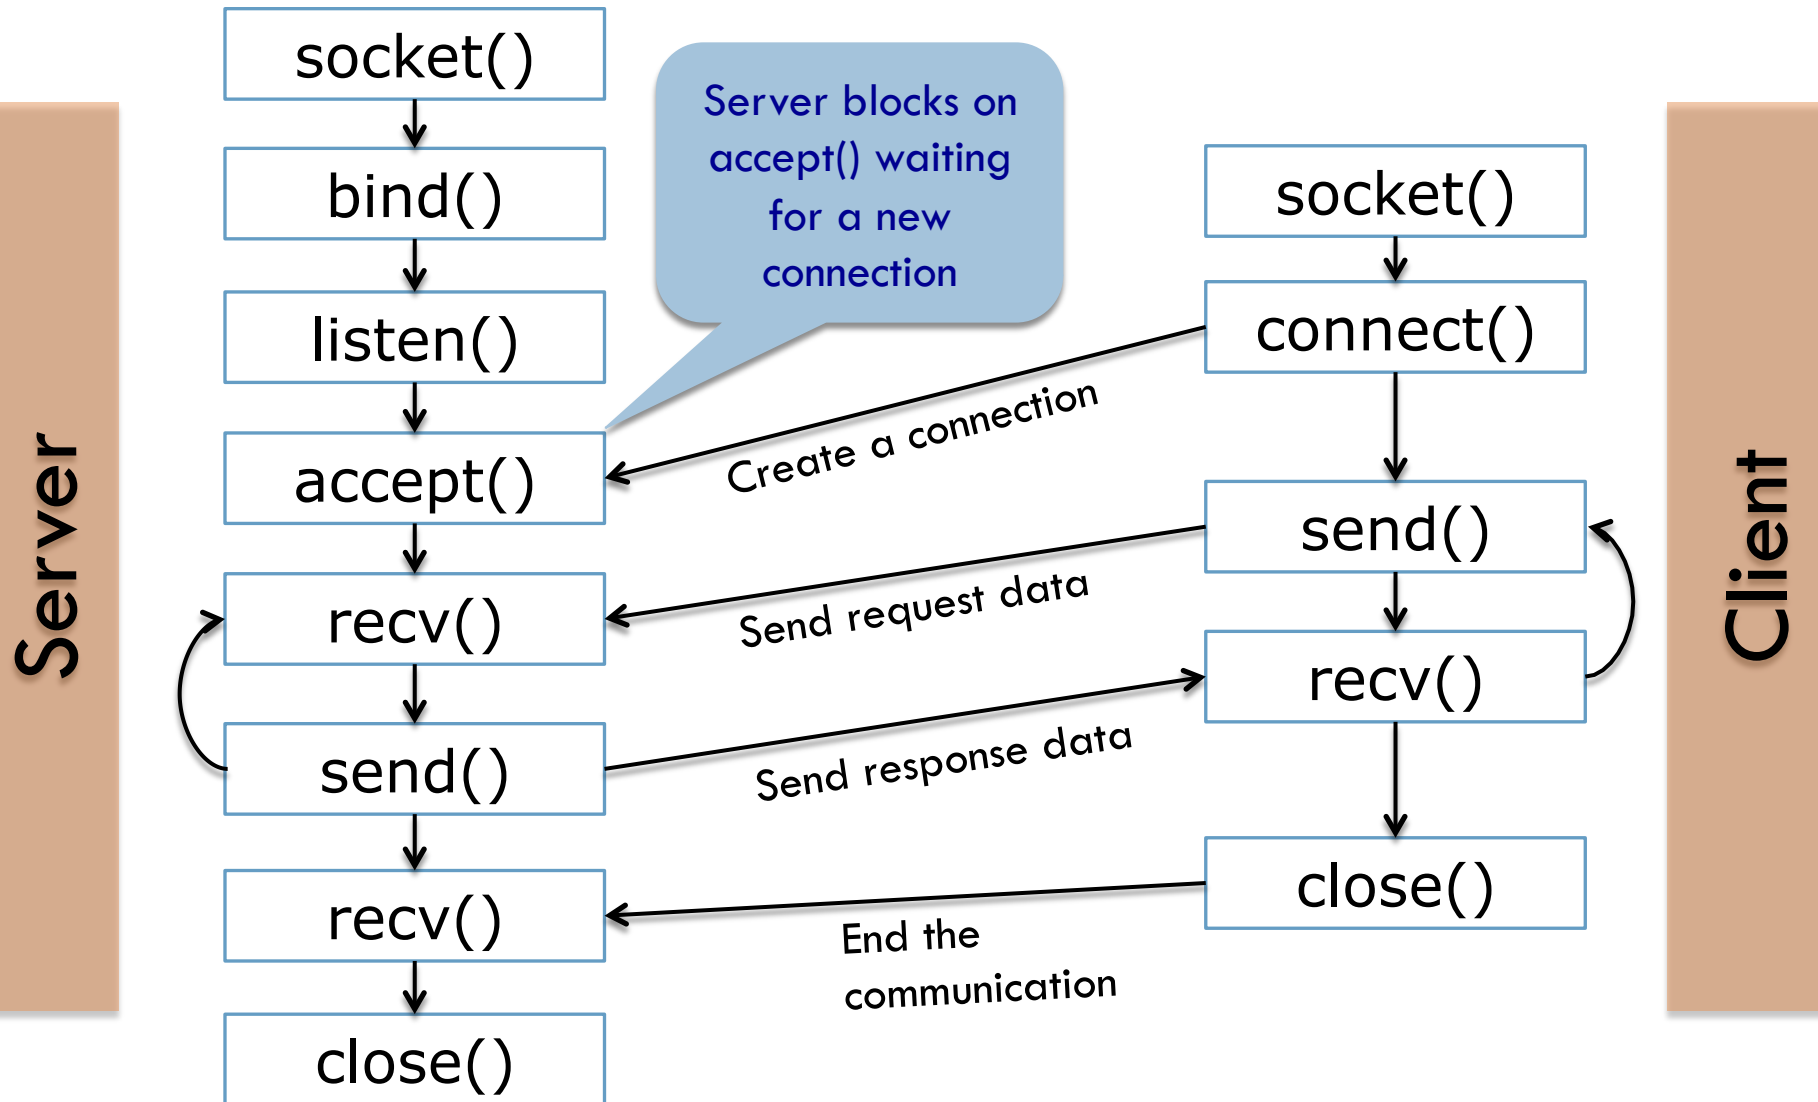 Server
socket()
bind()
listen()
accept()
recv()
send()
recv()
close()
Server blocks on
accept() waiting
for a new
connection
Create a connection
Send request data
Send response data
End the
communication
socket()
connect()
send()
recv()
close()
Client